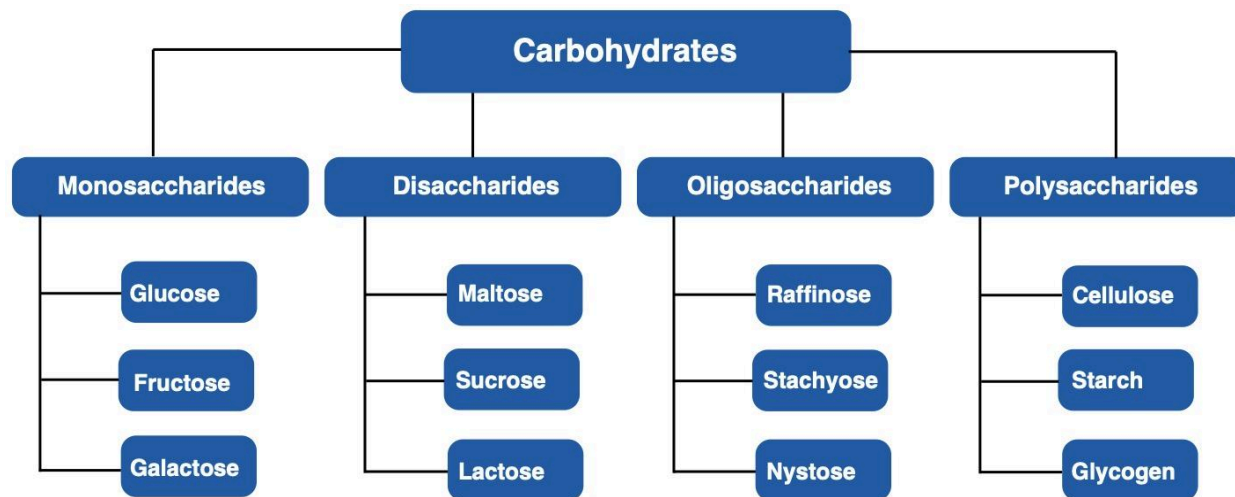 Carbohydrates
Monosaccharides
Disaccharides
Oligosaccharides
Polysaccharides
Glucose
Maltose
Raffinose
Cellulose
Fructose
Sucrose
Stachyose
Starch
Galactose
Lactose
Nystose
Glycogen